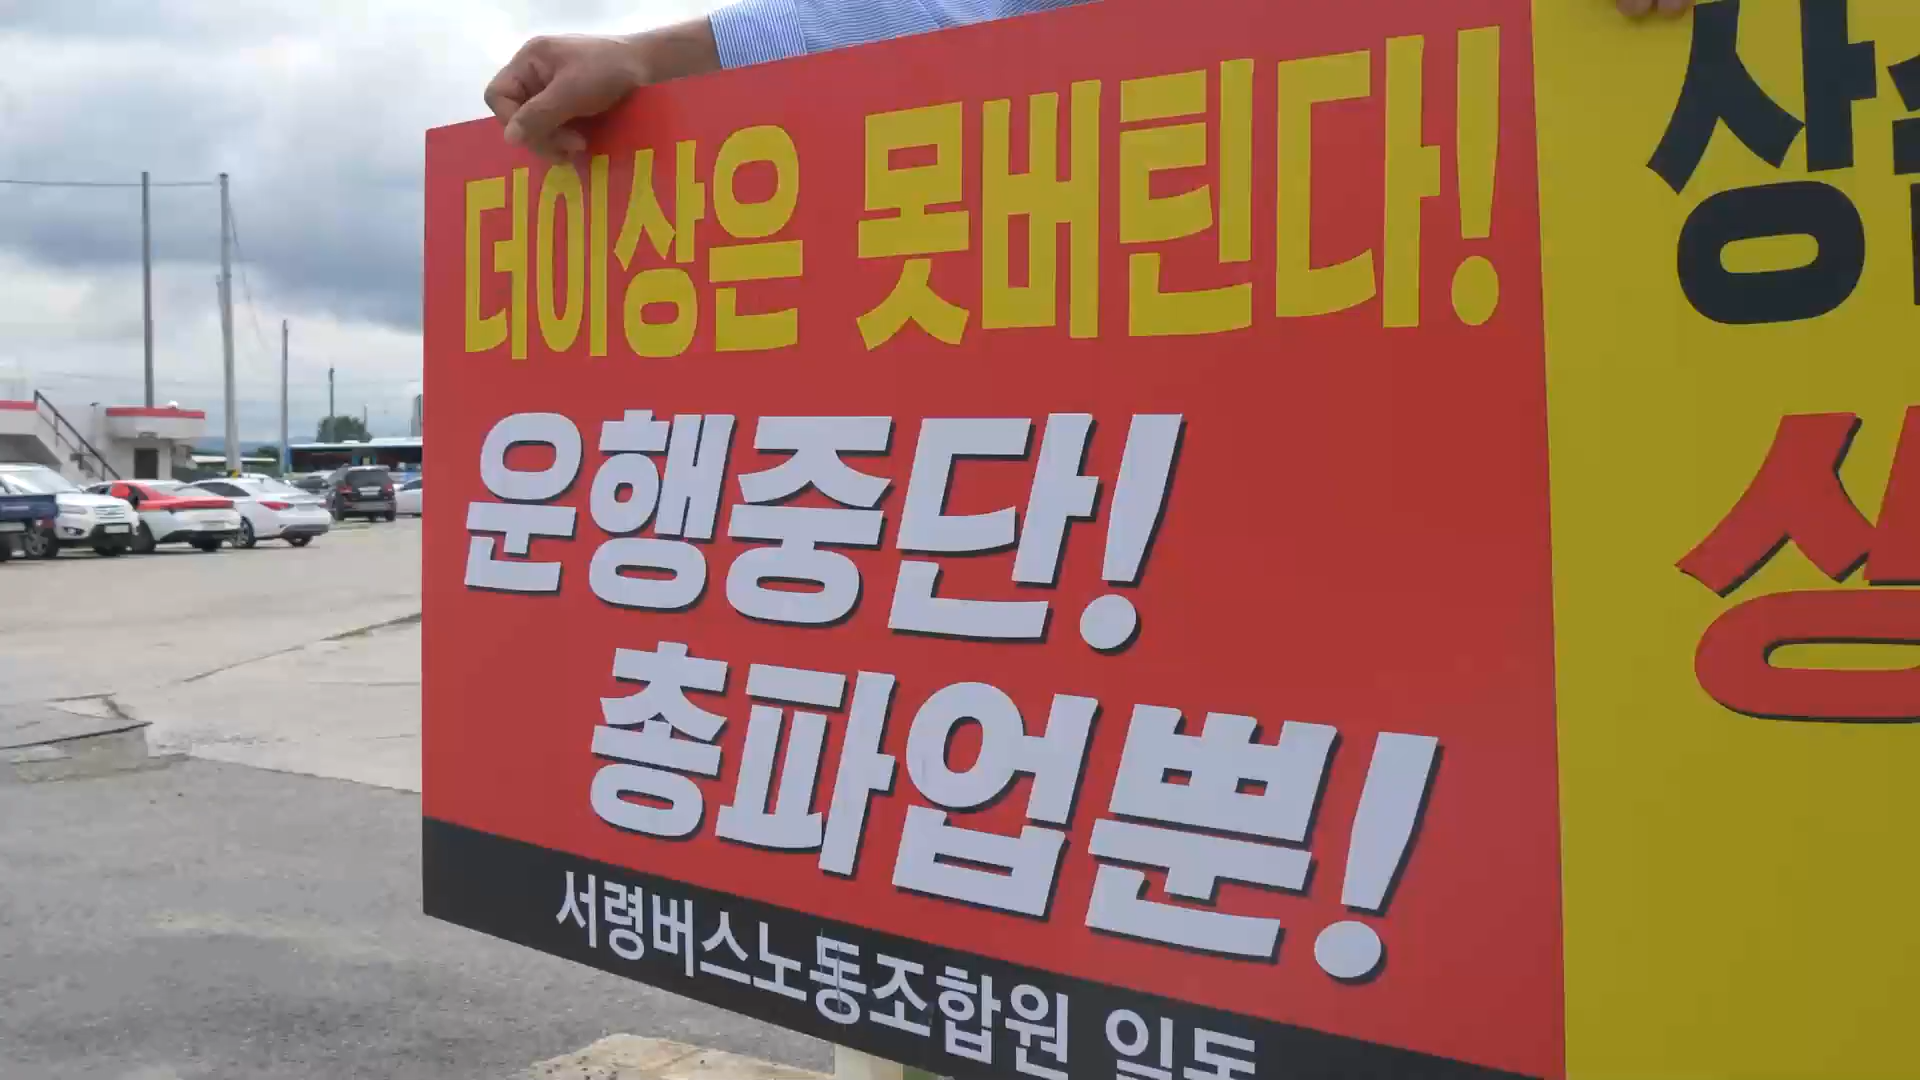 더이상은 못버틴다!
운행중단!
총파업뿐!
서령버스노동조합원 일동